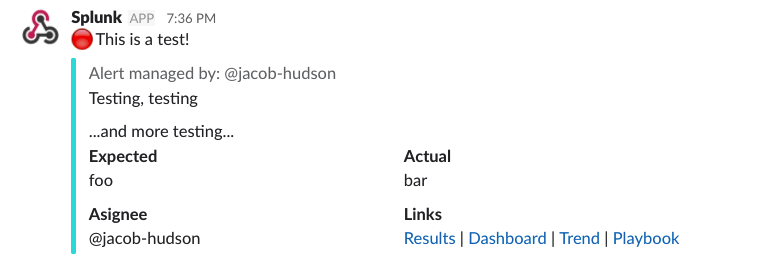 Splunk APP 7:36 PM
This is a test!
Alert managed by: @jacob-hudson
Testing, testing
...and more testing...
Expected Actual
foo bar
Asignee Links
@jacob-hudson Results | Dashboard | Trend | Playbook